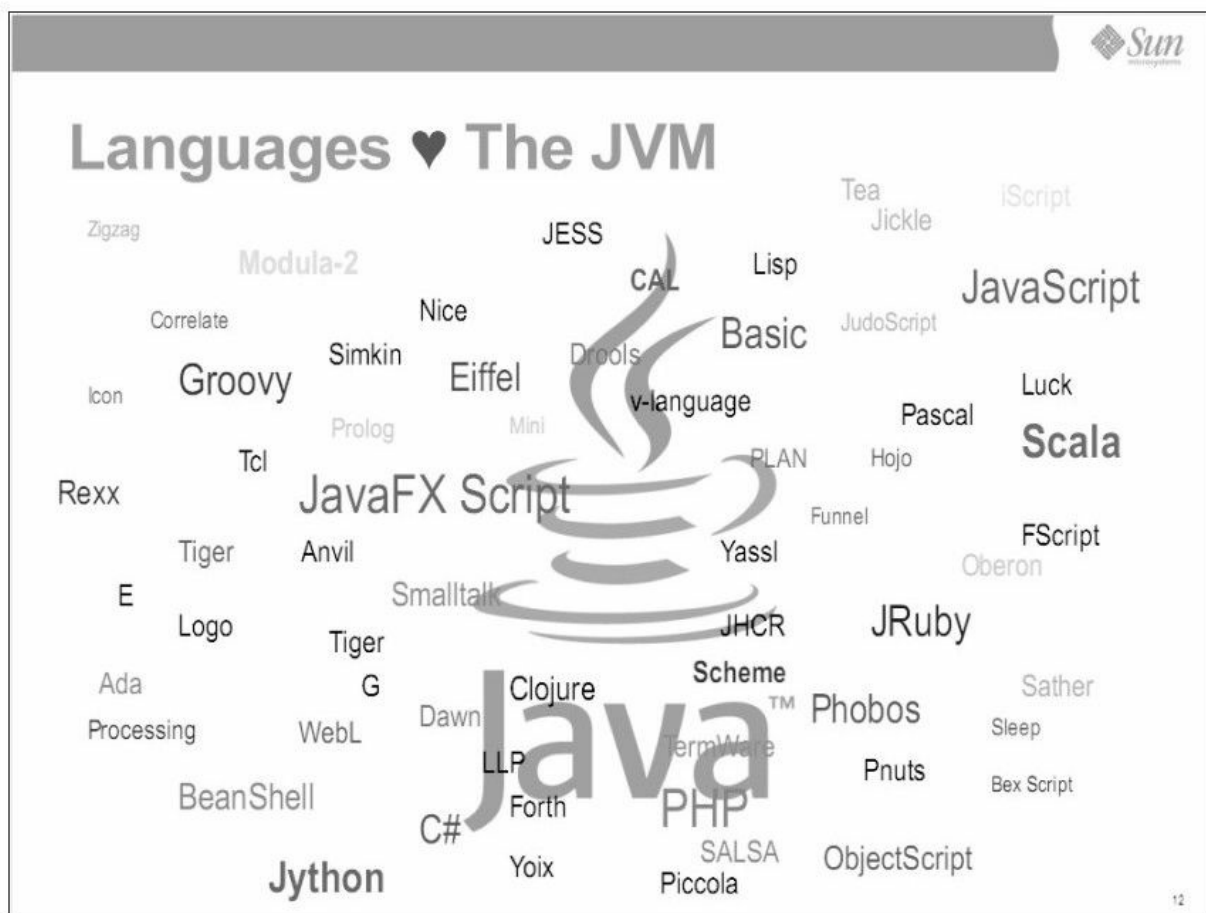 Sun
microsystems
Languages ♥ The JVM
Tea
iScript
Zigzag
JESS
Jickle
Modula-2
CAL
Lisp
JavaScript
Correlate
Nice
Basic
JudoScript
Simkin
Drools
Groovy
Eiffel
Luck
Icon
v-language
Pascal
Prolog
Mini
Scala
Tcl
PLAN
Hojo
Rexx
JavaFX Script
Funnel
FScript
Tiger
Anvil
Yassl
Oberon
E
Smalltalk
Logo
JHCR
JRuby
Tiger
Scheme
Ada
G
Clojure
Sather
Java™
Dawn
Phobos
Processing
WebL
Sleep
TermWare
LLP
Pnuts
Bex Script
BeanShell
Forth
PHP
C#
SALSA
ObjectScript
Jython
Yoix
Piccola
12